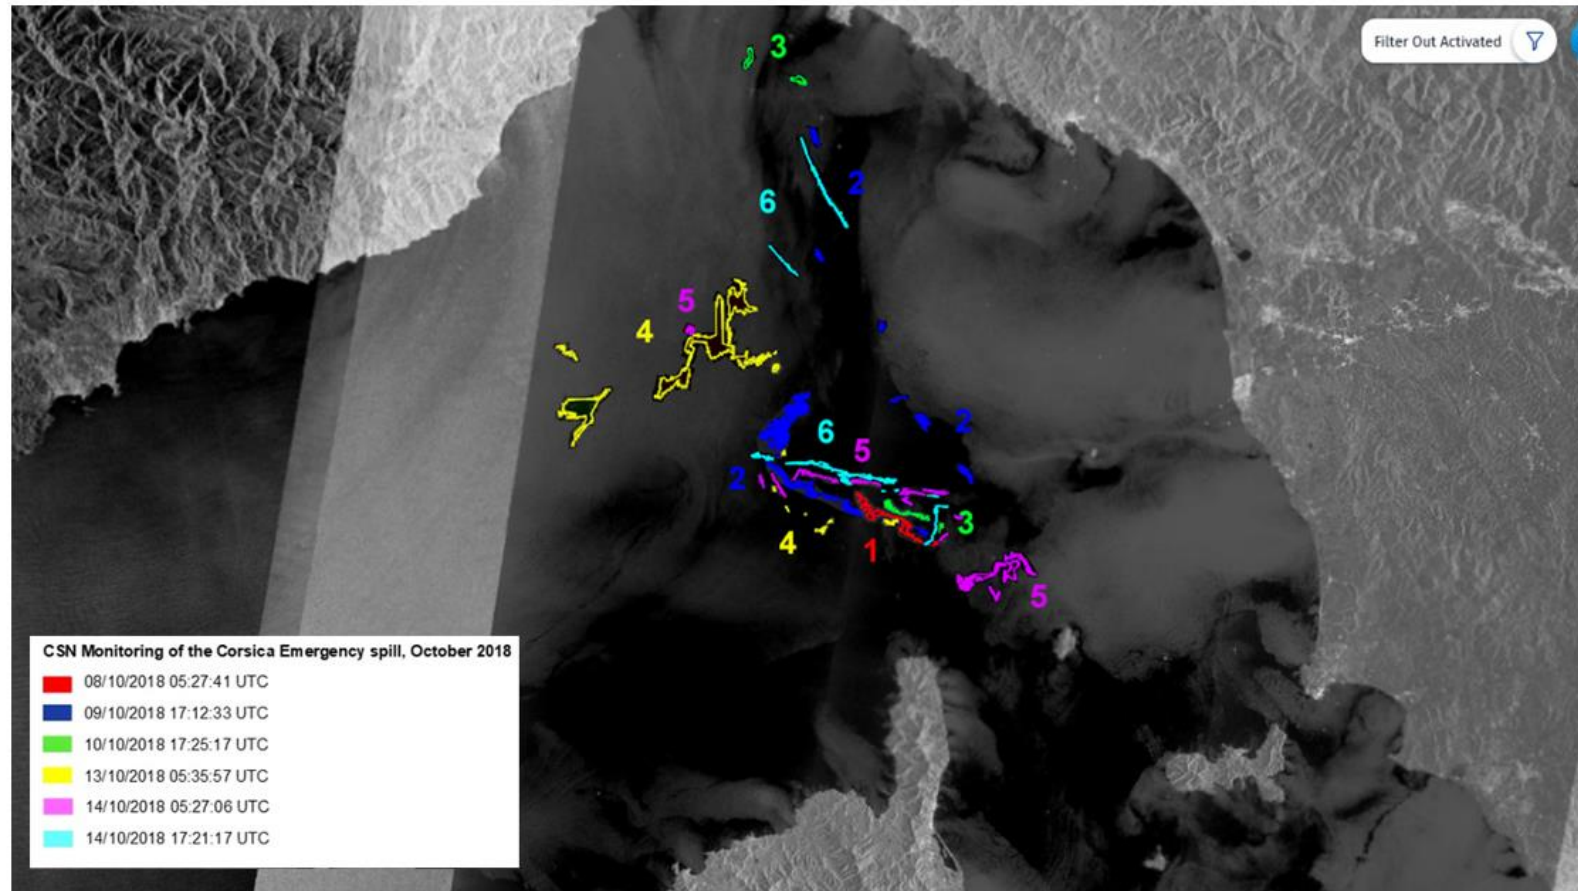 Filter Out Activated
3
2
6
5
4
2
6
5
2
3
4
1
5
CSN Monitoring of the Corsica Emergency spill, October 2018
08/10/2018 05:27:41 UTC
09/10/2018 17:12:33 UTC
10/10/2018 17:25:17 UTC
13/10/2018 05:35:57 UTC
14/10/2018 05:27:06 UTC
14/10/2018 17:21:17 UTC